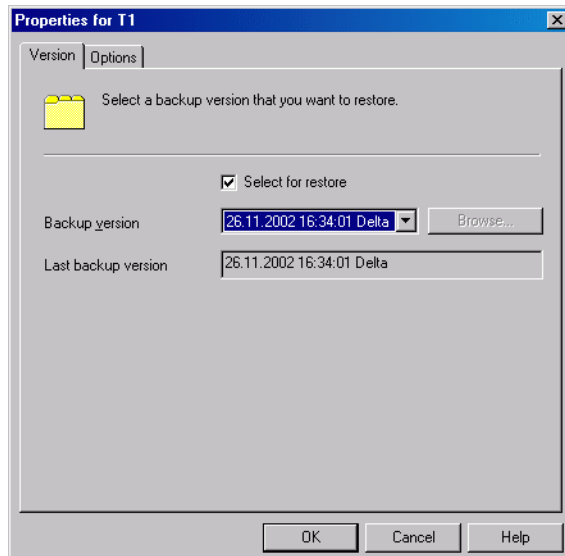 Properties for T1
Version Options
Select a backup version that you want to restore.
Select for restore
Backup version 26.11.2002 16:34:01 Delta Browse...
Last backup version 26.11.2002 16:34:01 Delta
OK Cancel Help